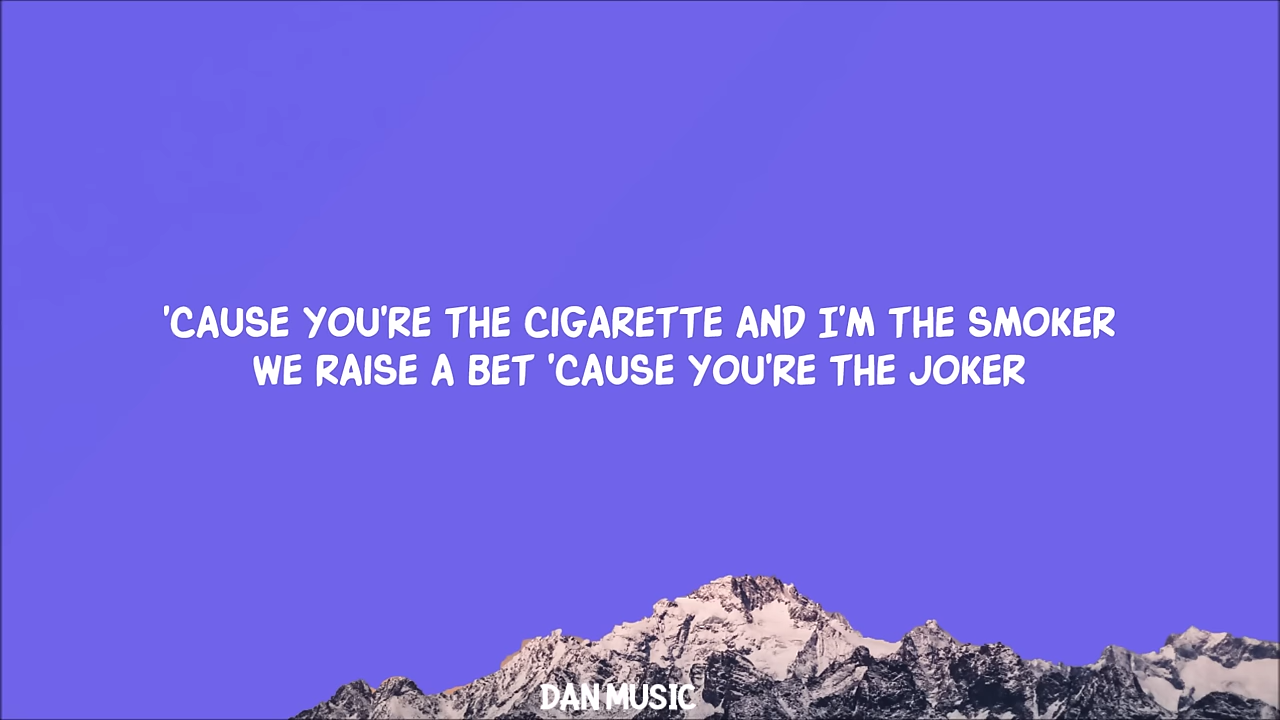 'CAUSE YOU'RE THE CIGARETTE AND I'M THE SMOKER
WE RAISE A BET 'CAUSE YOU'RE THE JOKER
DAN MUSIC